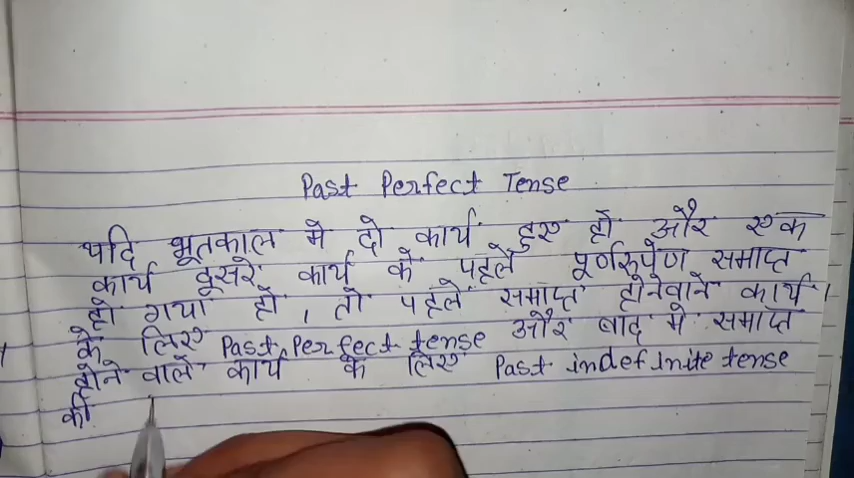 Past Perfect Tense
यदि भूतकाल मे दो कार्य हुए हो और एक
कार्य दूसरे कार्य के पहले पूर्णरूपेण समाप्त
हो गया हो, तो पहले समाप्त होनेवाने कार्य।
के लिए Past Perfect tense और बाद मे समाप्त
होने वाले कार्य के लिए Past indefinite tense
की